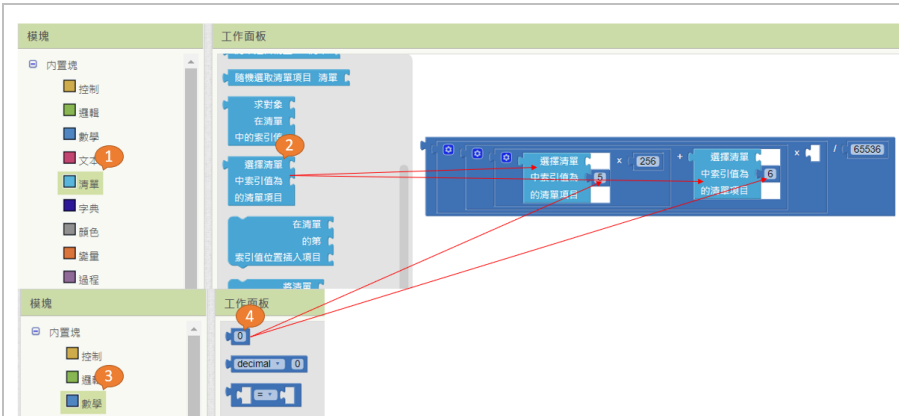 模塊
工作面板
內置塊
控制
邏輯
數學
文本
清單
字典
顏色
變量
過程
1
隨機選取清單項目 清單
求對象
在清單
中的索引值
2
選擇清單
中索引值為
的清單項目
在清單
的第
索引值位置插入項目
將清單
選擇清單
中索引值為 5
的清單項目
× 256
+
選擇清單
中索引值為 6
的清單項目
×
/ 65536
模塊
工作面板
內置塊
控制
3
數學
4
0
decimal 0
=